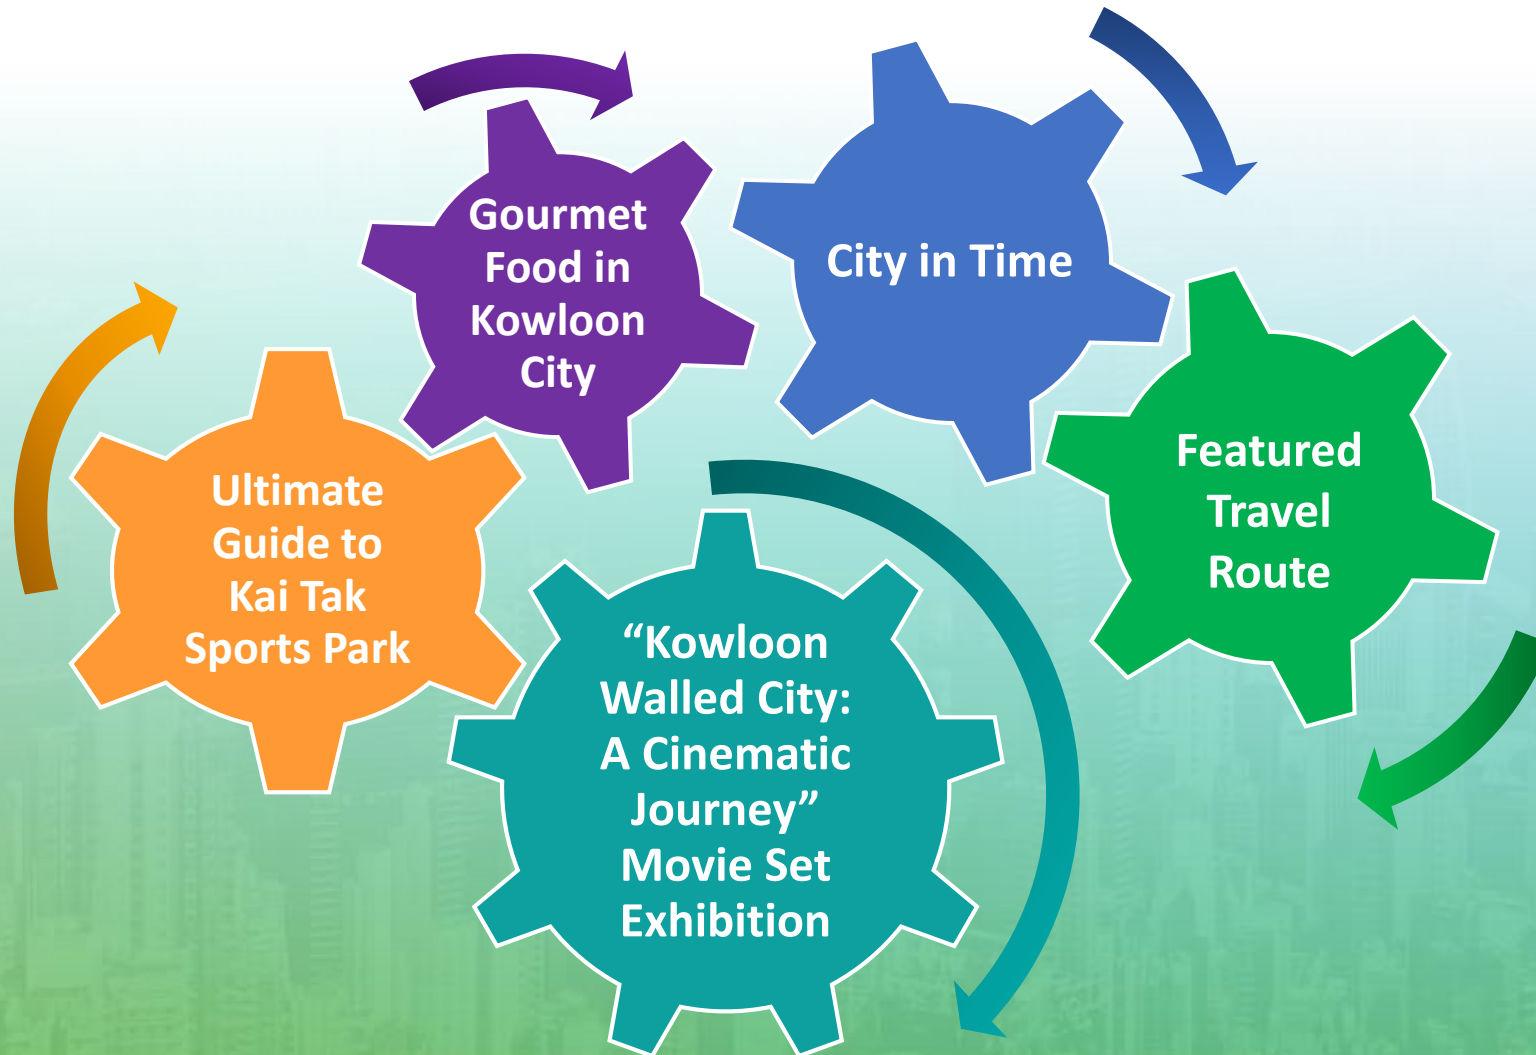 Gourmet
Food in
Kowloon
City
City in Time
Featured
Travel
Route
Ultimate
Guide to
Kai Tak
Sports Park
“Kowloon
Walled City:
A Cinematic
Journey”
Movie Set
Exhibition